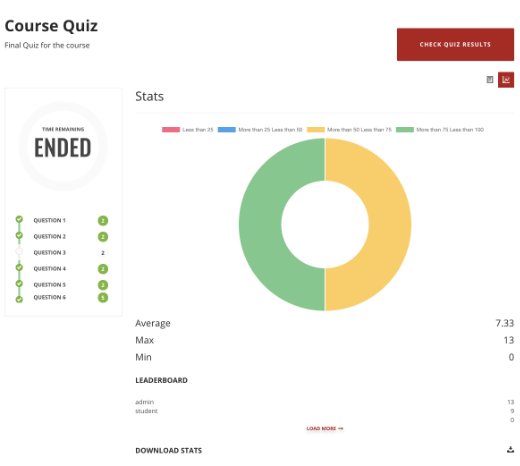 Course Quiz
Final Quiz for the course
CHECK QUIZ RESULTS
Stats
TIME REMAINING
ENDED
Less than 25 More than 25 Less than 50 More than 50 Less than 75 More than 75 Less than 100
QUESTION 1 2
QUESTION 2 2
QUESTION 3 2
QUESTION 4 2
QUESTION 5 2
QUESTION 6 5
Average 7.33
Max 13
Min 0
LEADERBOARD
admin 13
student 9
0
LOAD MORE
DOWNLOAD STATS